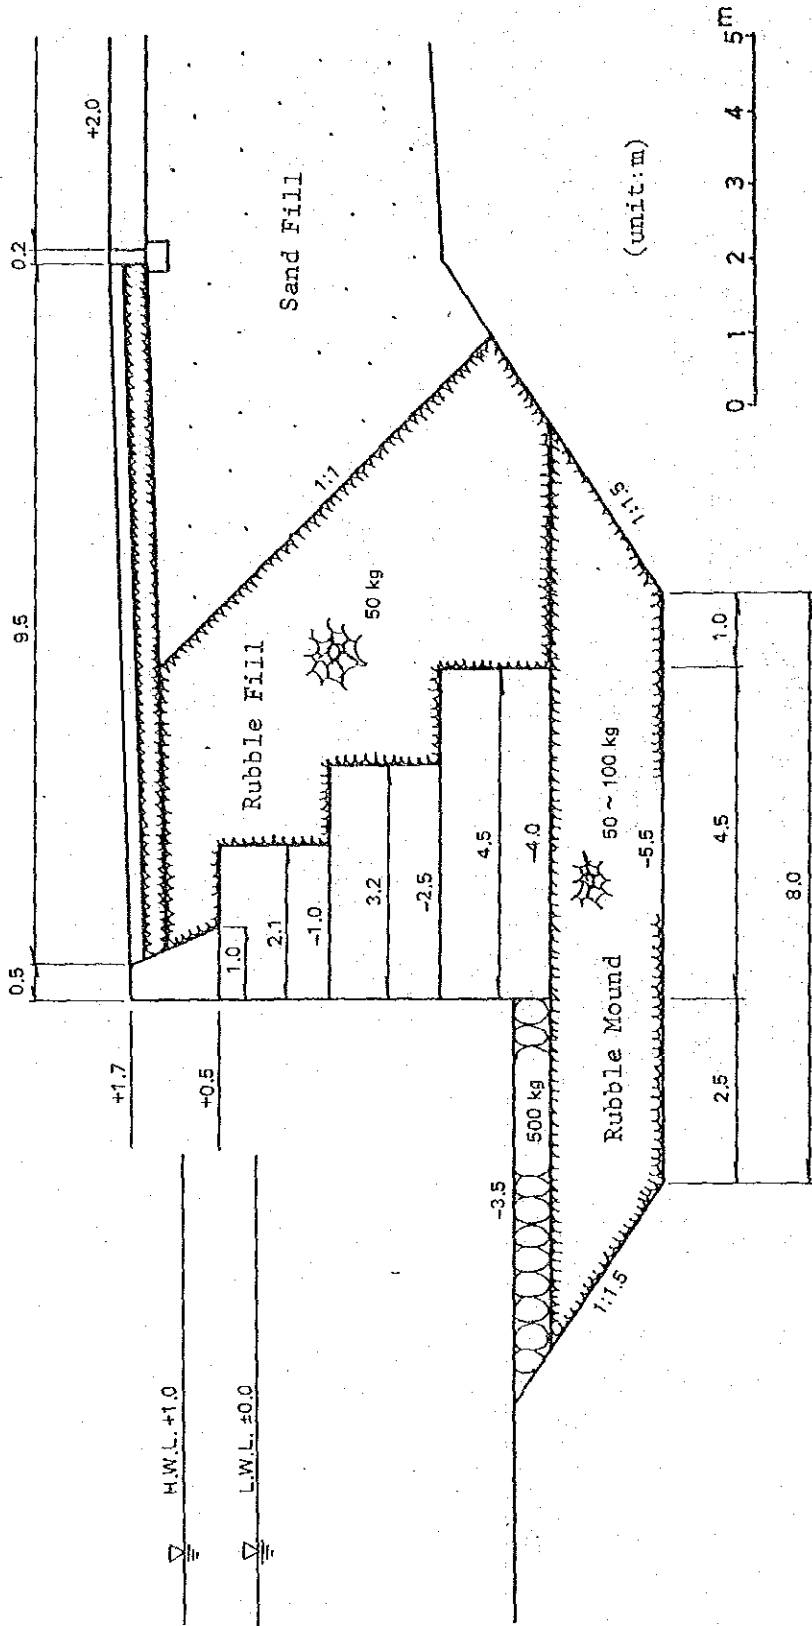 0.5
9.5
0.2
+1.7
+2.0
H.W.L. +1.0
+0.5
L.W.L. ±0.0
1.0
2.1
-1.0
3.2
-2.5
4.5
-4.0
Rubble Fill
50 kg
1:1
Sand Fill
-3.5
500 kg
1:1.5
Rubble Mound
50 ~ 100 kg
-5.5
1:1.5
2.5
4.5
1.0
8.0
(unit:m)
0 1 2 3 4 5m